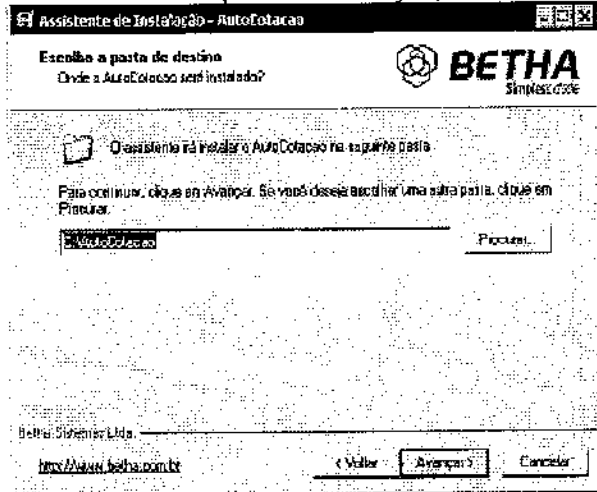 Assistente de Instalação - AutoCotacao
Escolha a pasta de destino
Onde a AutoCotacao será instalado?
BETHA
Simplicidade
O assistente irá instalar o AutoCotacao na seguinte pasta
Para continuar, clique em Avançar. Se você deseja escolher uma outra pasta, clique em
Procurar.
C:\AutoCotacao
Procurar...
Betha Sistemas Ltda.
http://www.betha.com.br
< Voltar
Avançar >
Cancelar